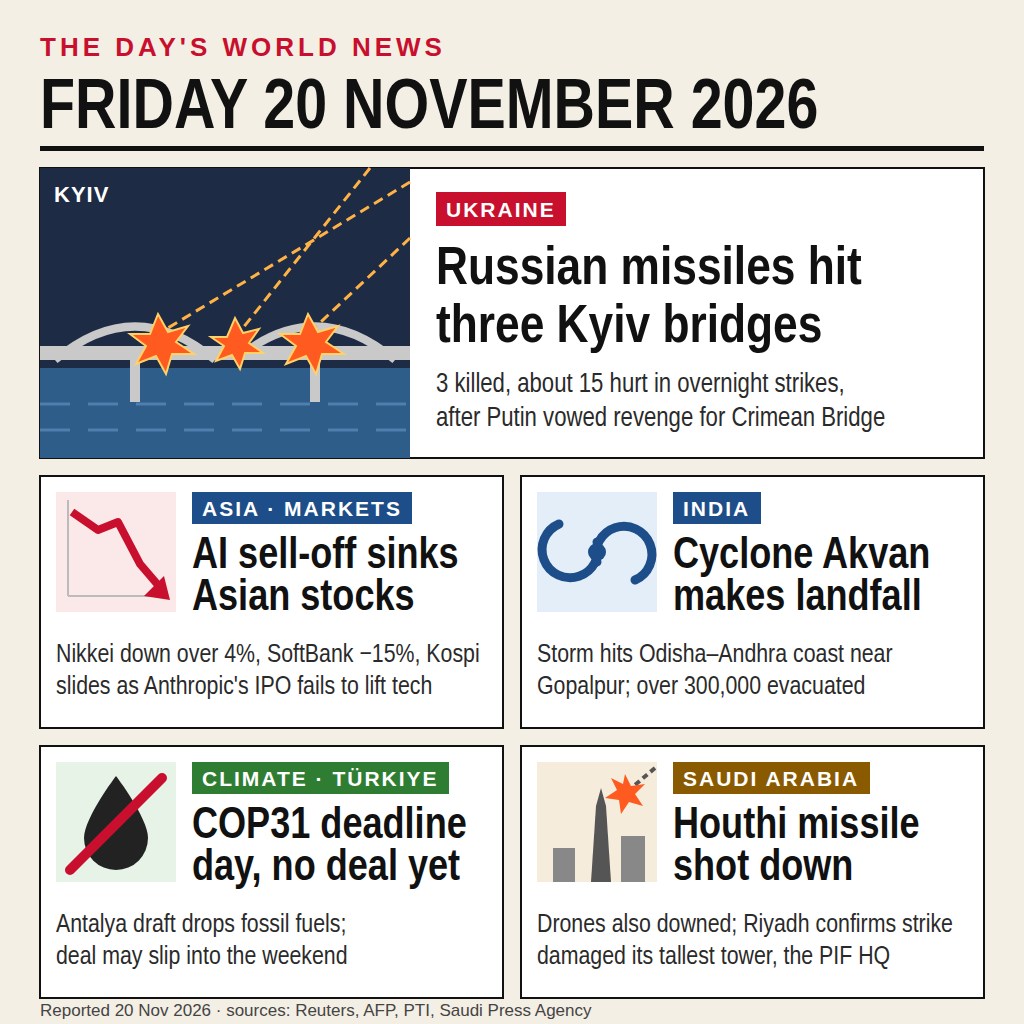 THE DAY'S WORLD NEWS
FRIDAY 20 NOVEMBER 2026
KYIV
UKRAINE
Russian missiles hit
three Kyiv bridges
3 killed, about 15 hurt in overnight strikes,
after Putin vowed revenge for Crimean Bridge
ASIA · MARKETS
AI sell-off sinks
Asian stocks
Nikkei down over 4%, SoftBank −15%, Kospi
slides as Anthropic's IPO fails to lift tech
INDIA
Cyclone Akvan
makes landfall
Storm hits Odisha–Andhra coast near
Gopalpur; over 300,000 evacuated
CLIMATE · TÜRKIYE
COP31 deadline
day, no deal yet
Antalya draft drops fossil fuels;
deal may slip into the weekend
SAUDI ARABIA
Houthi missile
shot down
Drones also downed; Riyadh confirms strike
damaged its tallest tower, the PIF HQ
Reported 20 Nov 2026 · sources: Reuters, AFP, PTI, Saudi Press Agency